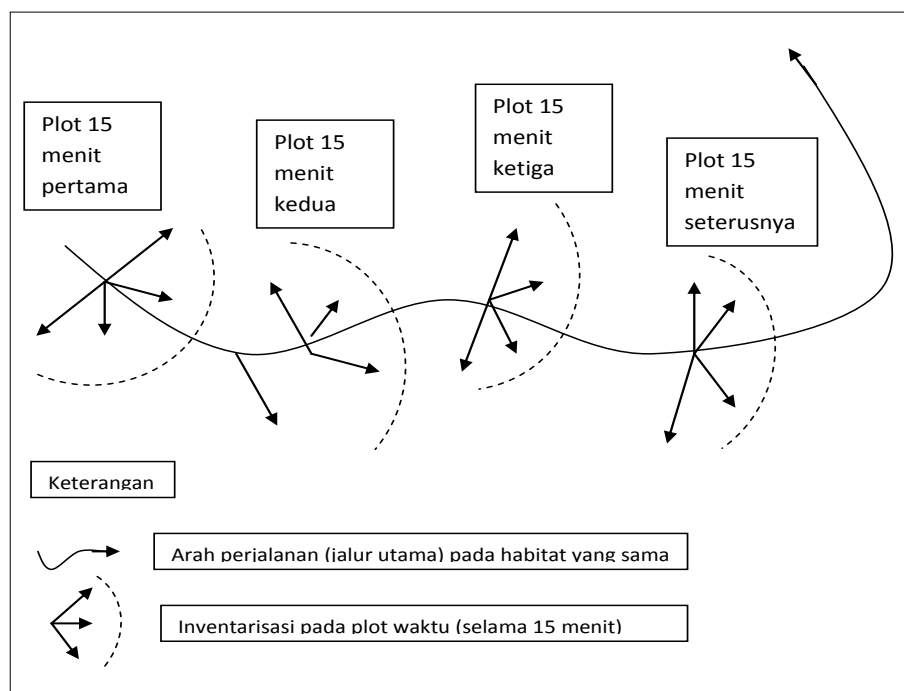 Plot 15
menit
pertama
Plot 15
menit
kedua
Plot 15
menit
ketiga
Plot 15
menit
seterusnya
Keterangan
Arah perjalanan (jalur utama) pada habitat yang sama
Inventarisasi pada plot waktu (selama 15 menit)